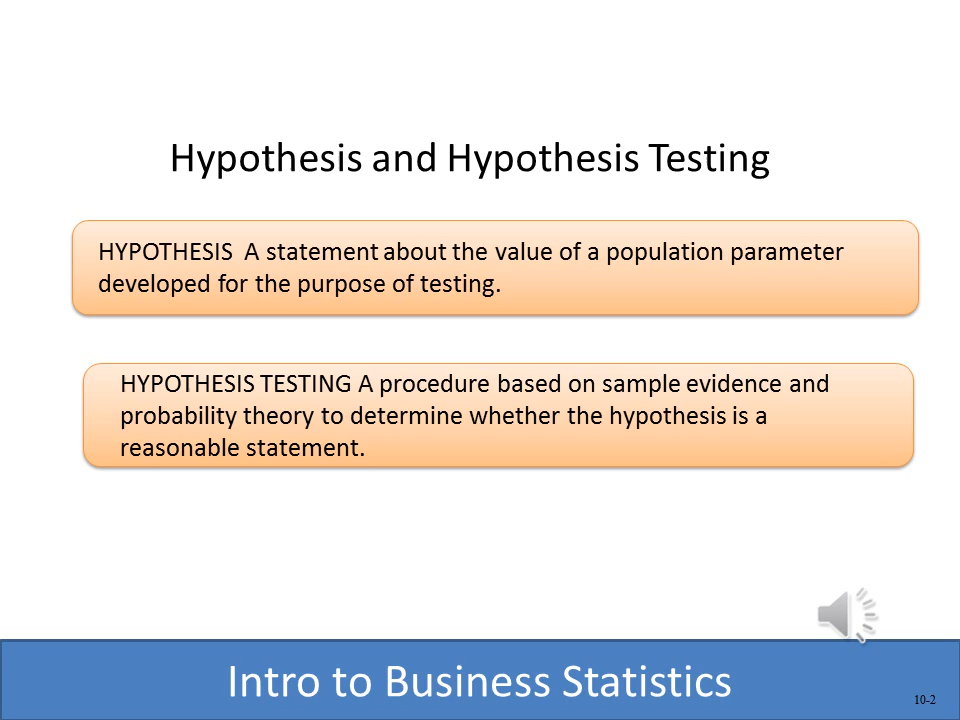 Hypothesis and Hypothesis Testing
HYPOTHESIS  A statement about the value of a population parameter
developed for the purpose of testing.
HYPOTHESIS TESTING A procedure based on sample evidence and
probability theory to determine whether the hypothesis is a
reasonable statement.
Intro to Business Statistics
10-2